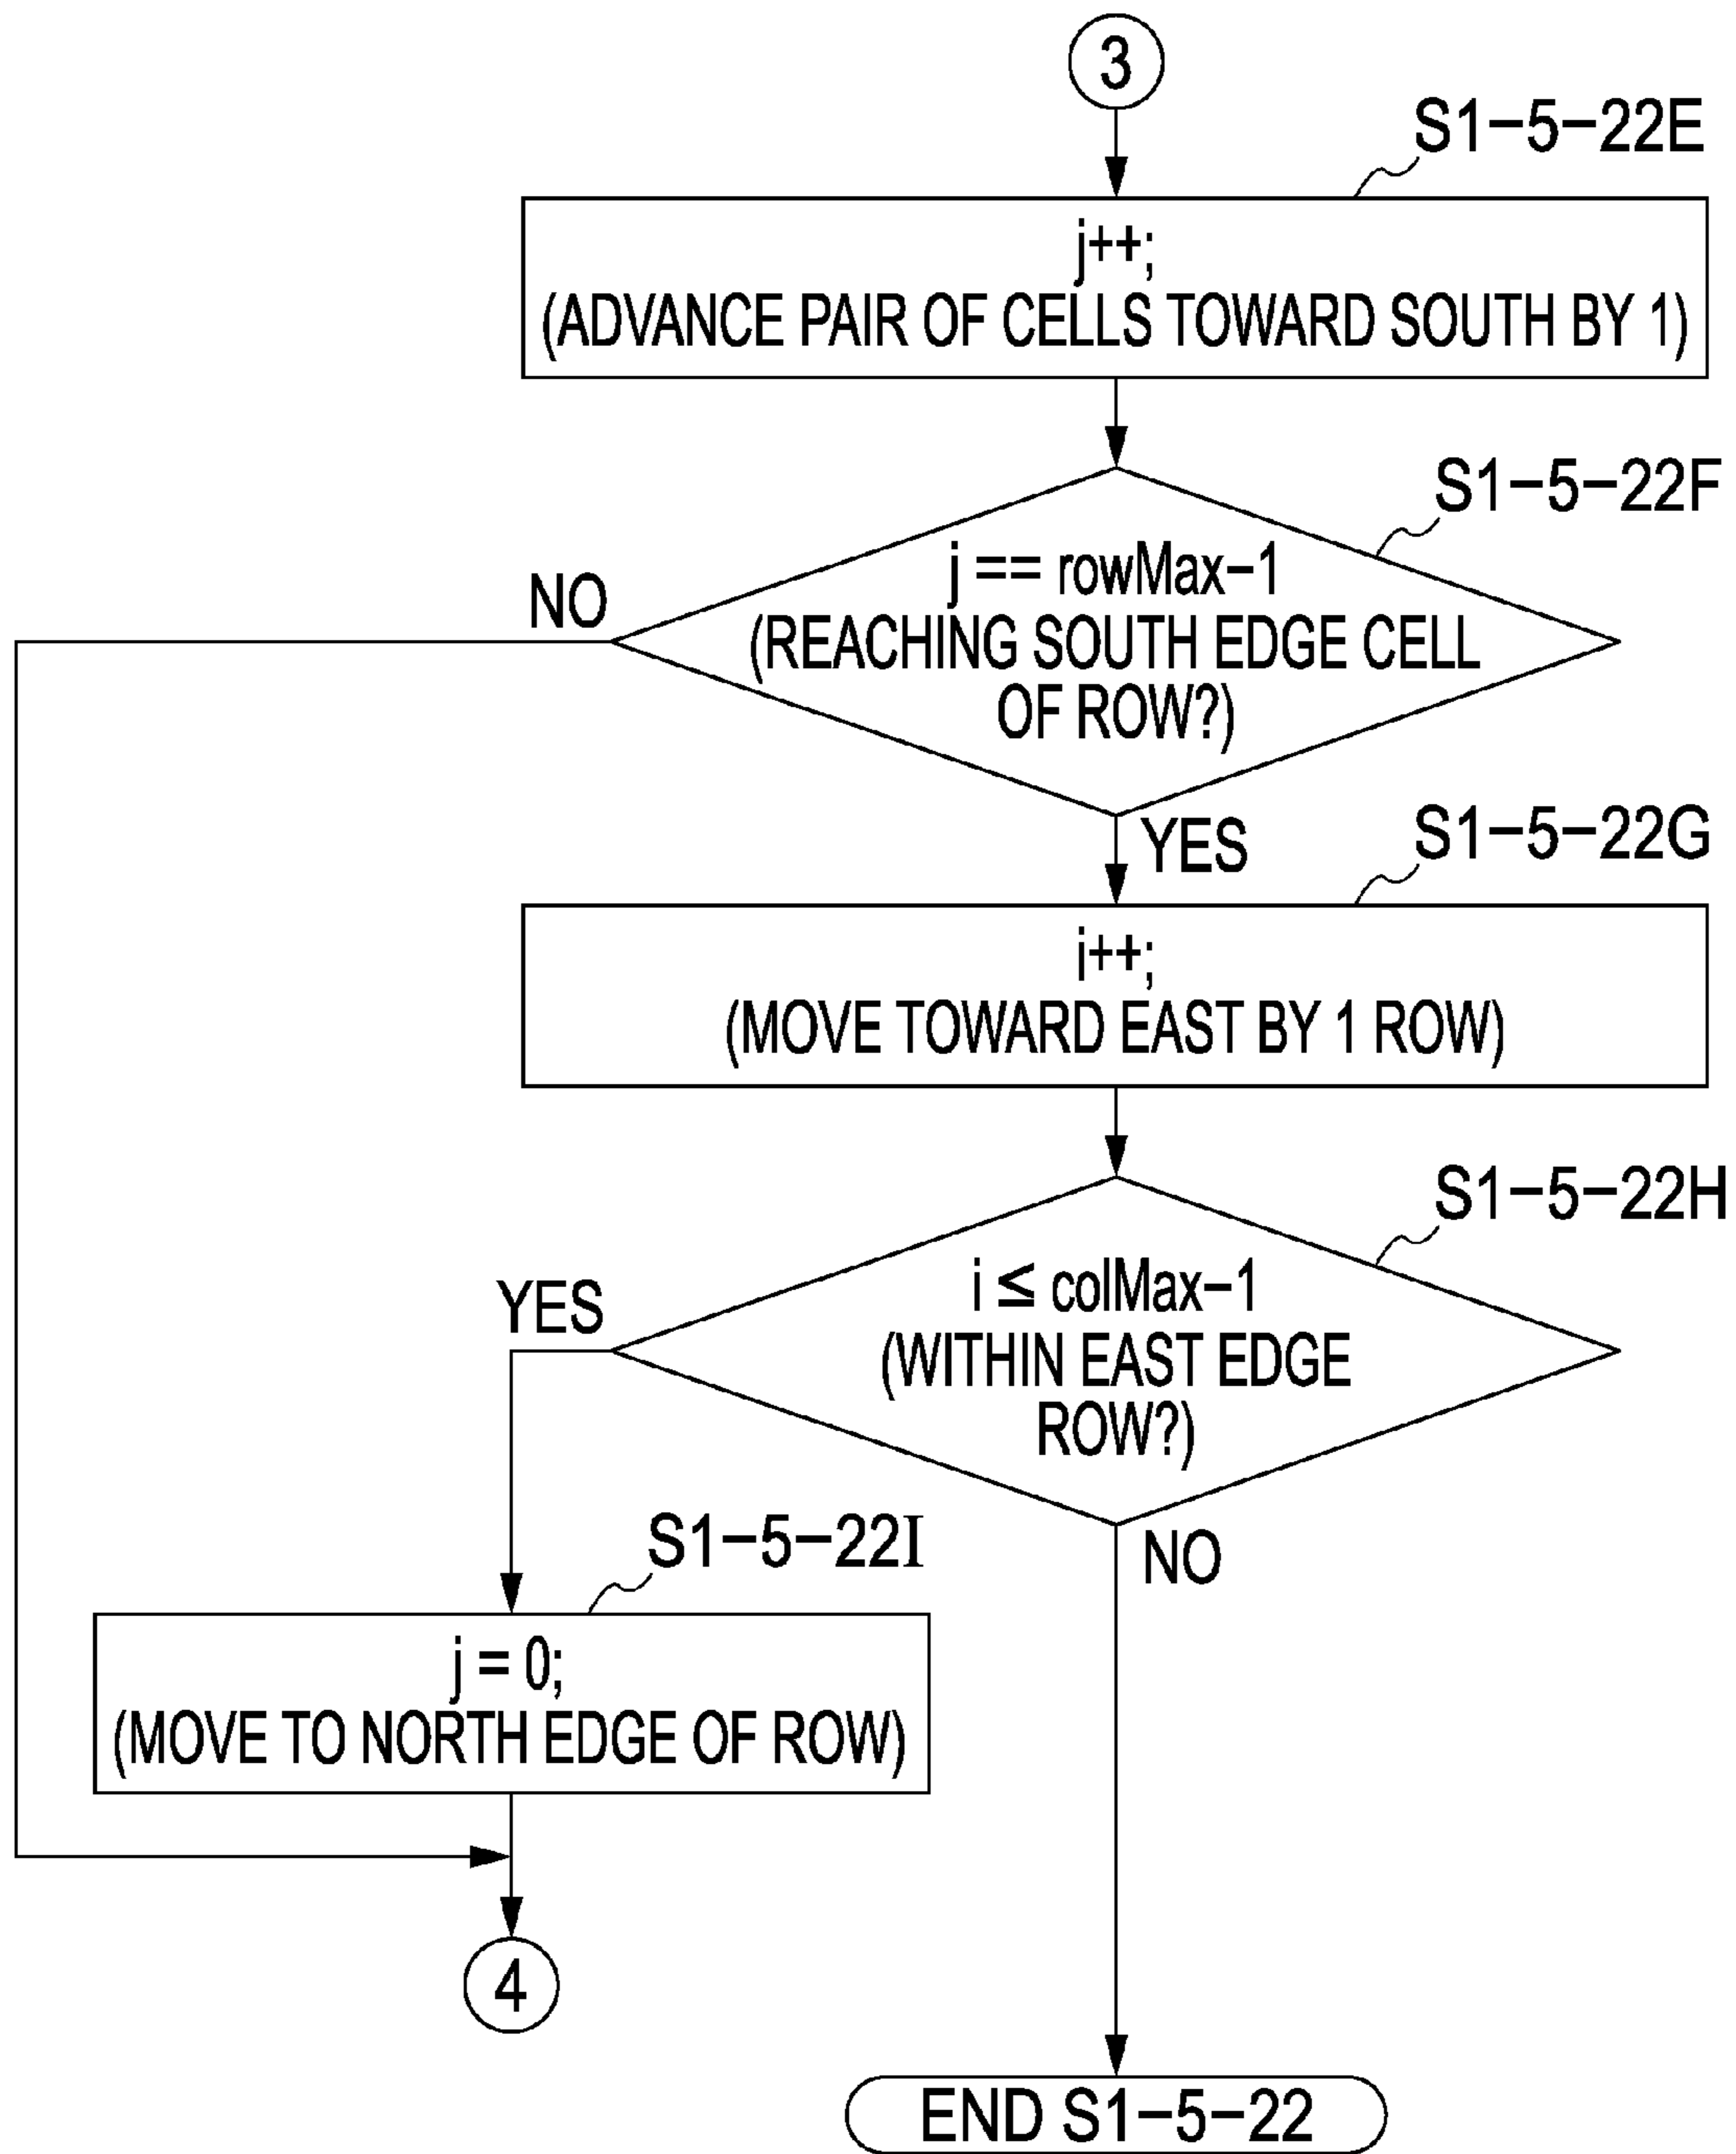 3
S1-5-22E
j++;
(ADVANCE PAIR OF CELLS TOWARD SOUTH BY 1)
S1-5-22F
j == rowMax-1
NO
(REACHING SOUTH EDGE CELL
OF ROW?)
YES
S1-5-22G
i++;
(MOVE TOWARD EAST BY 1 ROW)
S1-5-22H
i ≤ colMax-1
YES
(WITHIN EAST EDGE
ROW?)
S1-5-22I
NO
j = 0;
(MOVE TO NORTH EDGE OF ROW)
4
END S1-5-22